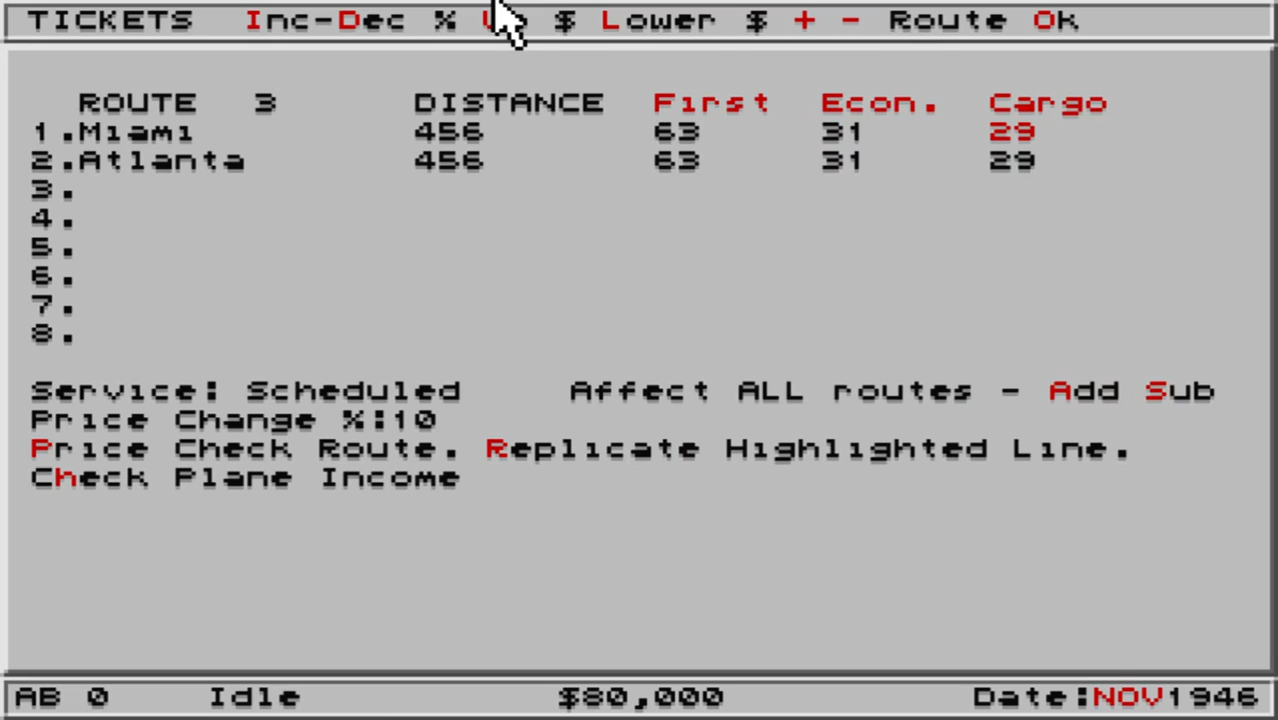 TICKETS Inc-Dec % $ Lower $ + - Route Ok
ROUTE 3 DISTANCE First Econ. Cargo
1.Miami 456 63 31 29
2.Atlanta 456 63 31 29
3.
4.
5.
6.
7.
8.
Service: Scheduled Affect ALL routes - Add Sub
Price Change %:10
Price Check Route. Replicate Highlighted Line.
Check Plane Income
AB 0 Idle $80,000 Date:NOV1946